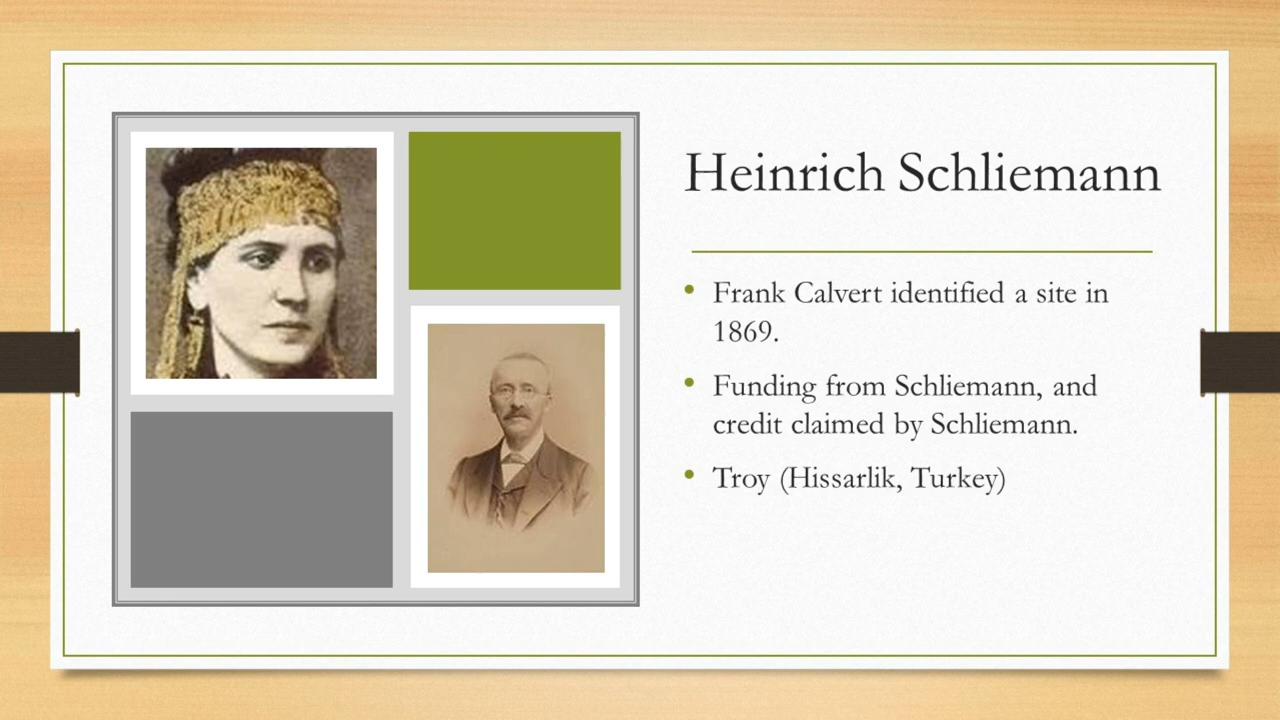 Heinrich Schliemann
• Frank Calvert identified a site in
1869.
• Funding from Schliemann, and
credit claimed by Schliemann.
• Troy (Hissarlik, Turkey)